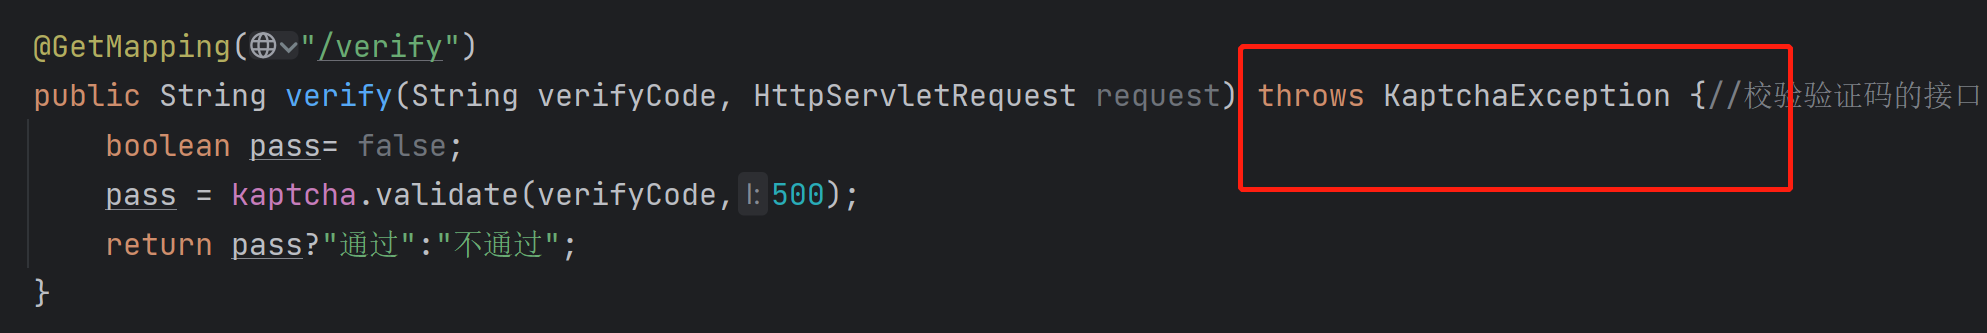 @GetMapping("/verify")
public String verify(String verifyCode, HttpServletRequest request) throws KaptchaException {//校验验证码的接口
    boolean pass= false;
    pass = kaptcha.validate(verifyCode, l: 500);
    return pass?"通过":"不通过";
}